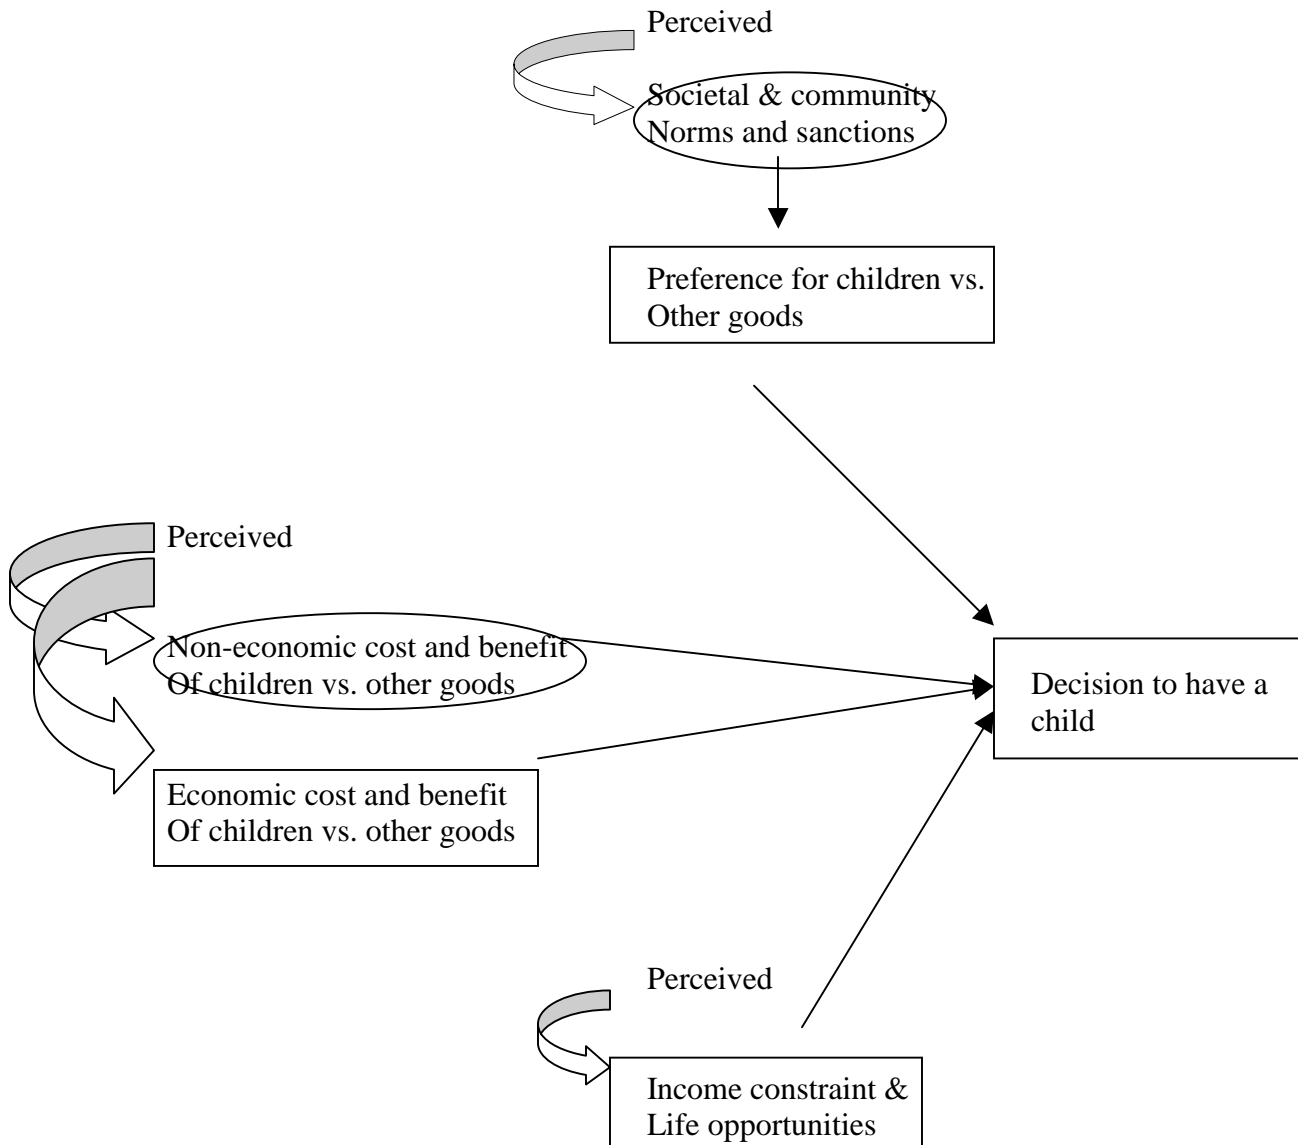 Perceived
Societal & community
Norms and sanctions
Preference for children vs.
Other goods
Perceived
Non-economic cost and benefit
Of children vs. other goods
Decision to have a
child
Economic cost and benefit
Of children vs. other goods
Perceived
Income constraint &
Life opportunities